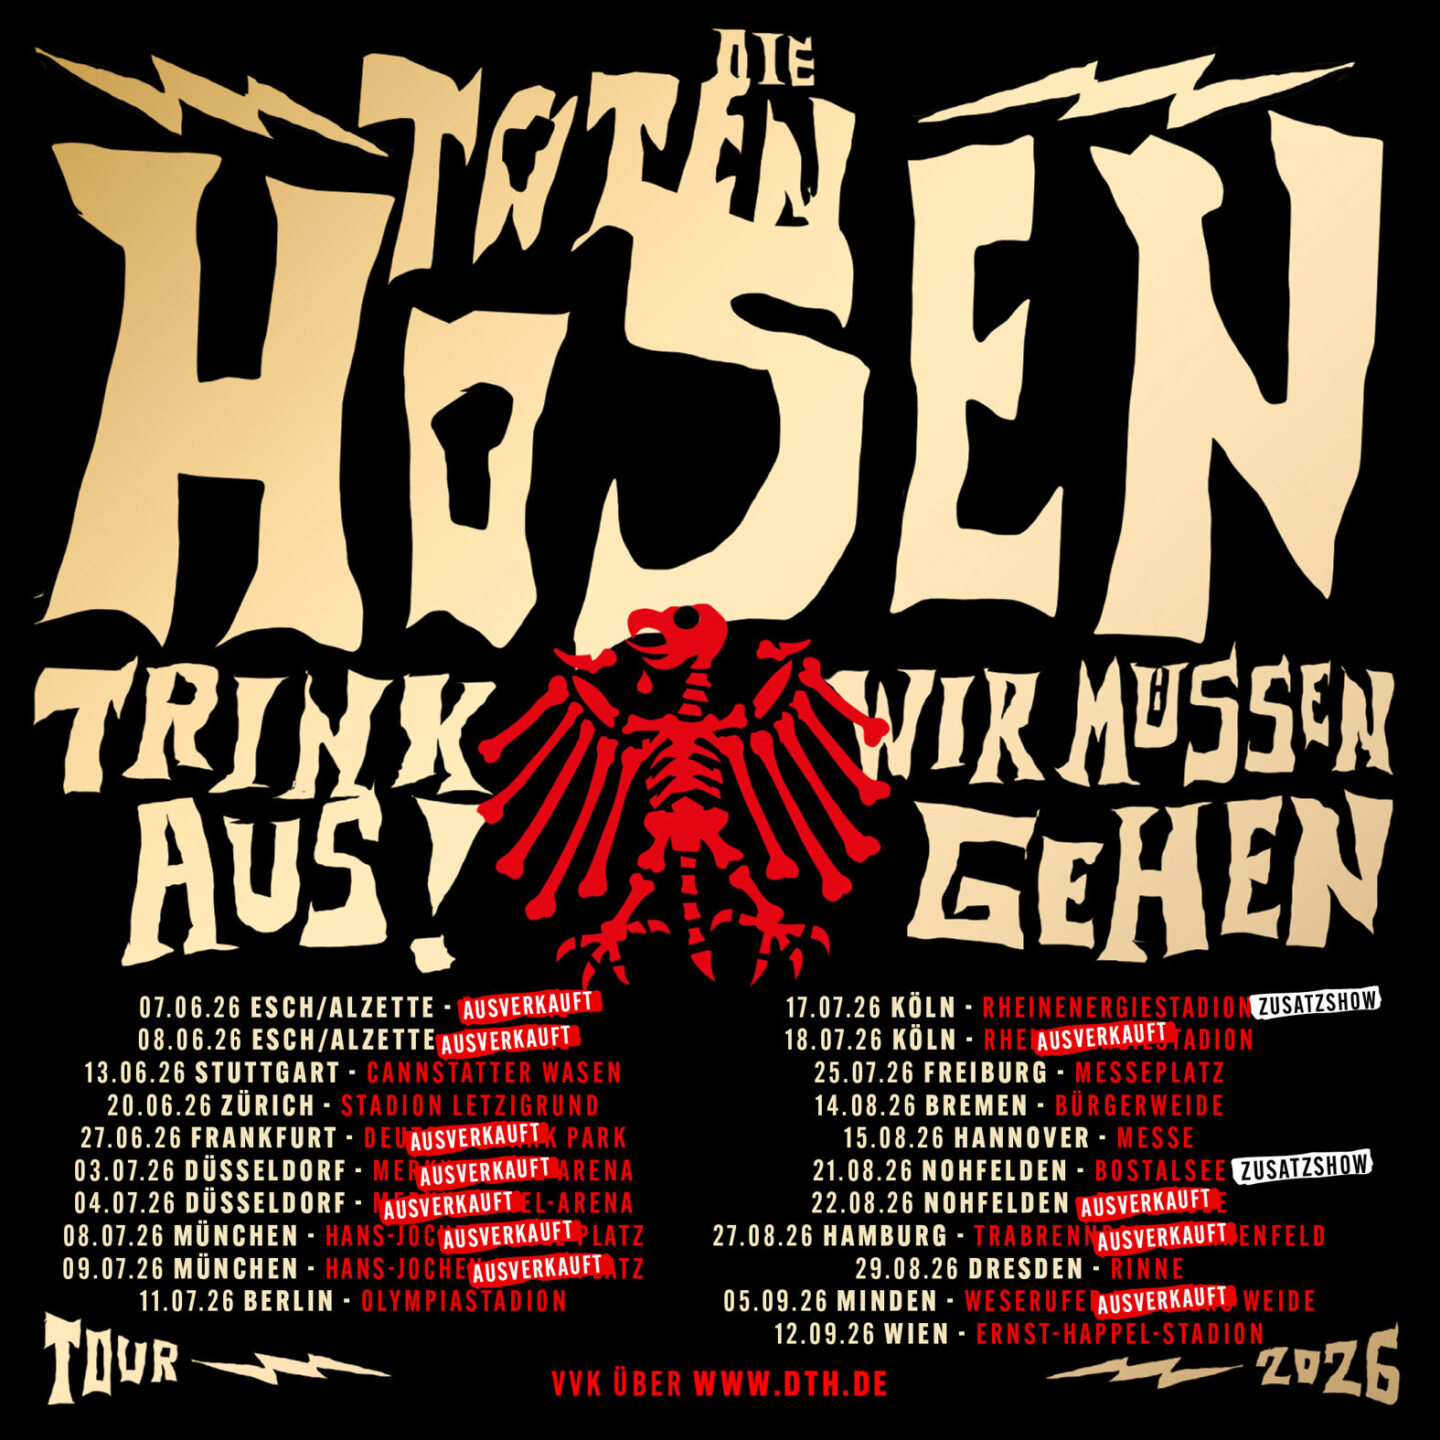 DIE
TOTEN
HOSEN
TRINK
AUS!
WIR MÜSSEN
GEHEN
07.06.26 ESCH/ALZETTE - AUSVERKAUFT
08.06.26 ESCH/ALZETTE AUSVERKAUFT
13.06.26 STUTTGART - CANNSTATTER WASEN
20.06.26 ZÜRICH - STADION LETZIGRUND
27.06.26 FRANKFURT - AUSVERKAUFT PARK
03.07.26 DÜSSELDORF - AUSVERKAUFT ARENA
04.07.26 DÜSSELDORF - AUSVERKAUFT EL-ARENA
08.07.26 MÜNCHEN - HANS-JOC AUSVERKAUFT PLATZ
09.07.26 MÜNCHEN - HANS-JOCHE AUSVERKAUFT TZ
11.07.26 BERLIN - OLYMPIASTADION
17.07.26 KÖLN - RHEINENERGIESTADION ZUSATZSHOW
18.07.26 KÖLN - RHE AUSVERKAUFT TADION
25.07.26 FREIBURG - MESSEPLATZ
14.08.26 BREMEN - BÜRGERWEIDE
15.08.26 HANNOVER - MESSE
21.08.26 NOHFELDEN - BOSTALSEE ZUSATZSHOW
22.08.26 NOHFELDEN AUSVERKAUFT
27.08.26 HAMBURG - TRABRENN AUSVERKAUFT ENFELD
29.08.26 DRESDEN - RINNE
05.09.26 MINDEN - WESERUFE AUSVERKAUFT WEIDE
12.09.26 WIEN - ERNST-HAPPEL-STADION
TOUR
VVK ÜBER WWW.DTH.DE
2026